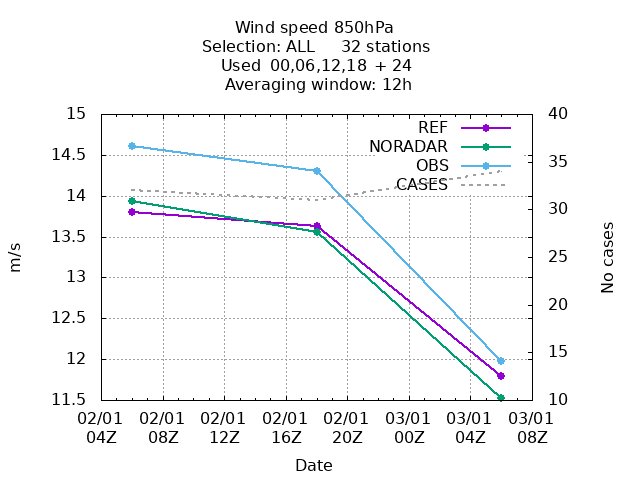 Wind speed 850hPa
Selection: ALL     32 stations
Used  00,06,12,18 + 24
Averaging window: 12h
15
14.5
14
13.5
13
12.5
12
11.5
m/s
REF
NORADAR
OBS
CASES
40
35
30
25
20
15
10
No cases
02/01 02/01 02/01 02/01 02/01 03/01 03/01 03/01
04Z 08Z 12Z 16Z 20Z 00Z 04Z 08Z
Date